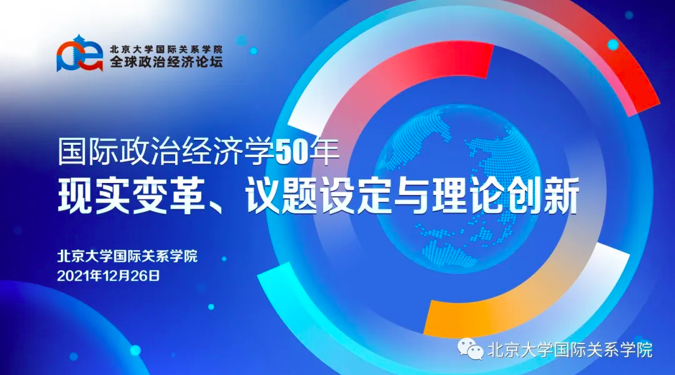 北京大学国际关系学院
全球政治经济论坛
国际政治经济学50年
现实变革、议题设定与理论创新
北京大学国际关系学院
2021年12月26日
北京大学国际关系学院